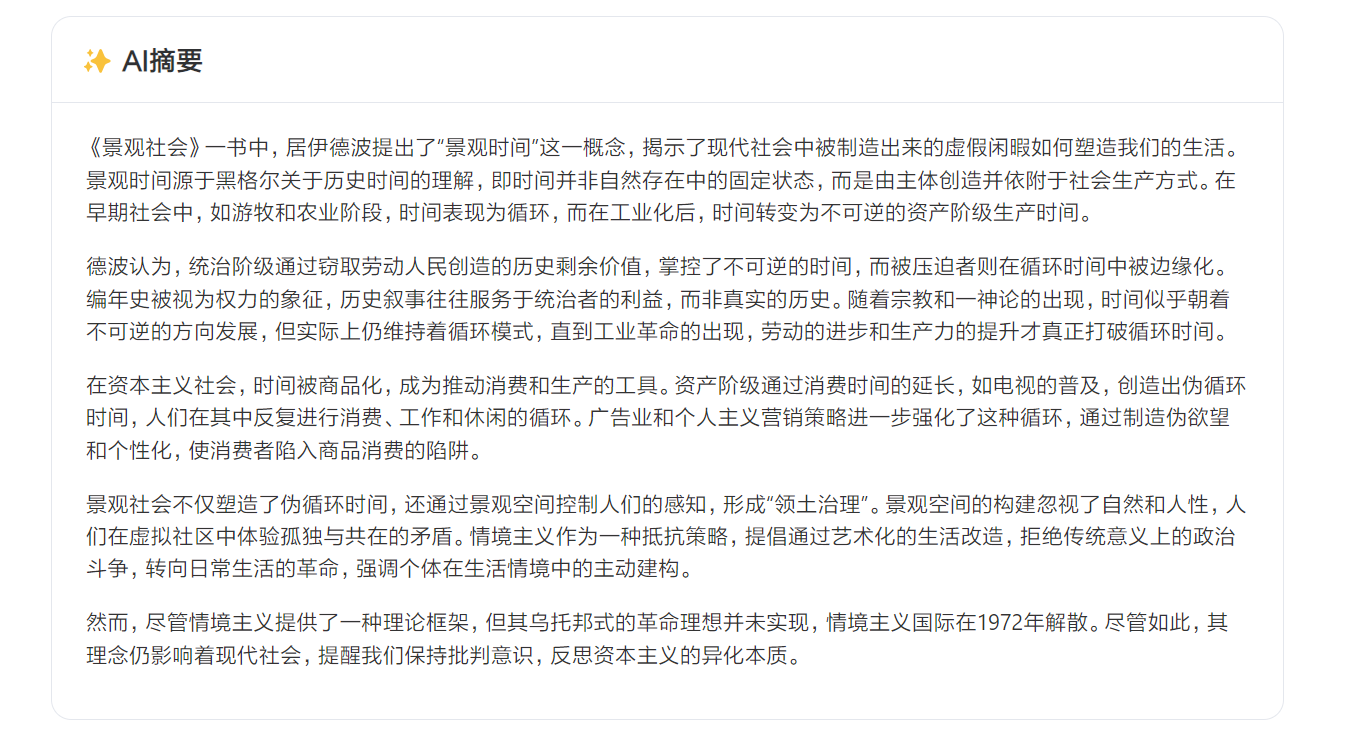 AI摘要
《景观社会》一书中，居伊德波提出了“景观时间”这一概念，揭示了现代社会中被制造出来的虚假闲暇如何塑造我们的生活。
景观时间源于黑格尔关于历史时间的理解，即时间并非自然存在中的固定状态，而是由主体创造并依附于社会生产方式。在
早期社会中，如游牧和农业阶段，时间表现为循环，而在工业化后，时间转变为不可逆的资产阶级生产时间。
德波认为，统治阶级通过窃取劳动人民创造的历史剩余价值，掌控了不可逆的时间，而被压迫者则在循环时间中被边缘化。
编年史被视为权力的象征，历史叙事往往服务于统治者的利益，而非真实的历史。随着宗教和一神论的出现，时间似乎朝着
不可逆的方向发展，但实际上仍维持着循环模式，直到工业革命的出现，劳动的进步和生产力的提升才真正打破循环时间。
在资本主义社会，时间被商品化，成为推动消费和生产的工具。资产阶级通过消费时间的延长，如电视的普及，创造出伪循环
时间，人们在其中反复进行消费、工作和休闲的循环。广告业和个人主义营销策略进一步强化了这种循环，通过制造伪欲望
和个性化，使消费者陷入商品消费的陷阱。
景观社会不仅塑造了伪循环时间，还通过景观空间控制人们的感知，形成“领土治理”。景观空间的构建忽视了自然和人性，人
们在虚拟社区中体验孤独与共在的矛盾。情境主义作为一种抵抗策略，提倡通过艺术化的生活改造，拒绝传统意义上的政治
斗争，转向日常生活的革命，强调个体在生活情境中的主动建构。
然而，尽管情境主义提供了一种理论框架，但其乌托邦式的革命理想并未实现，情境主义国际在1972年解散。尽管如此，其
理念仍影响着现代社会，提醒我们保持批判意识，反思资本主义的异化本质。